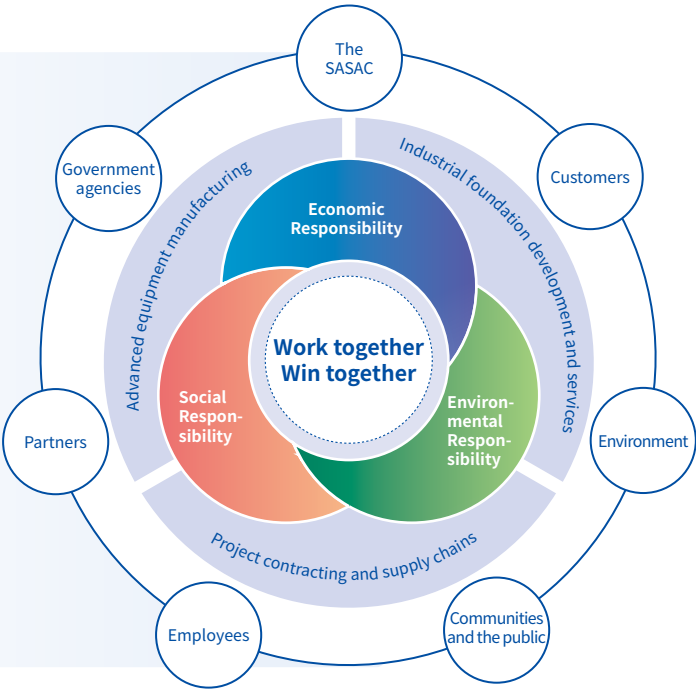 The
SASAC
Government
agencies
Customers
Advanced equipment manufacturing
Industrial foundation development and services
Economic
Responsibility
Work together
Win together
Social
Respon-
sibility
Environ-
mental
Respon-
sibility
Partners
Environment
Project contracting and supply chains
Employees
Communities
and the public